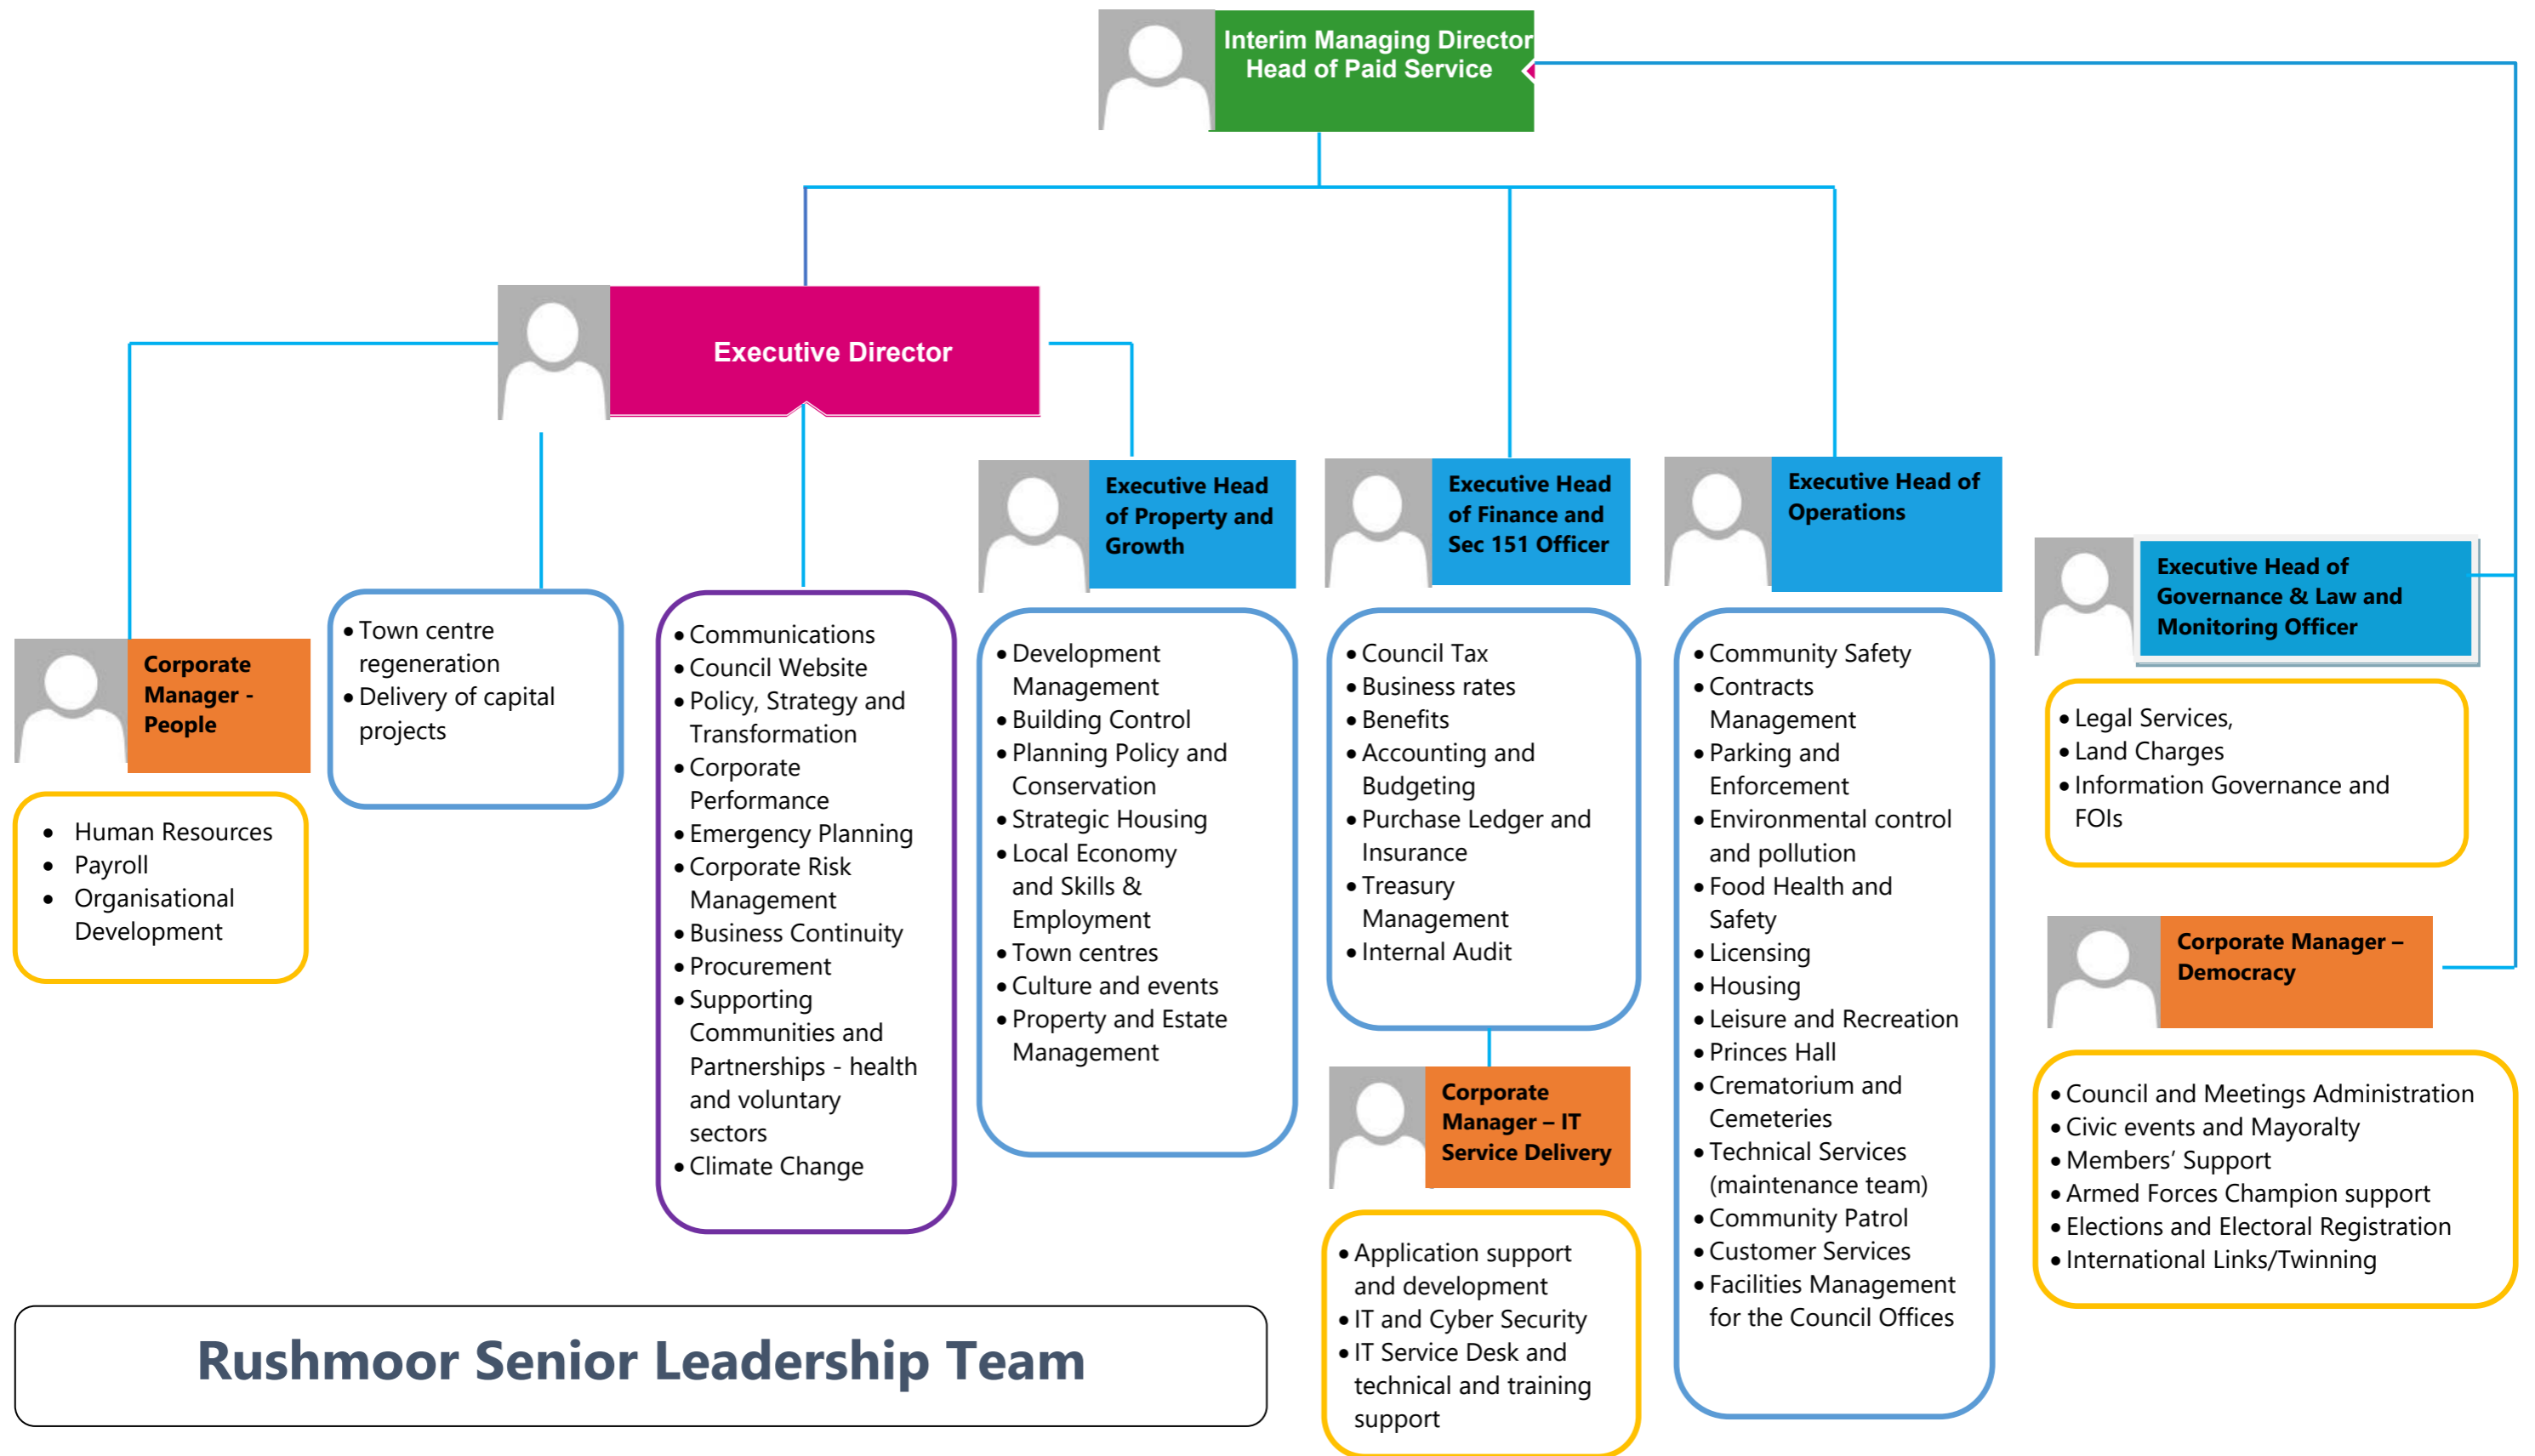 Interim Managing Director
Head of Paid Service
Executive Director
Corporate
Manager -
People
• Human Resources
• Payroll
• Organisational
Development
• Town centre
regeneration
• Delivery of capital
projects
• Communications
• Council Website
• Policy, Strategy and
Transformation
• Corporate
Performance
• Emergency Planning
• Corporate Risk
Management
• Business Continuity
• Procurement
• Supporting
Communities and
Partnerships - health
and voluntary
sectors
• Climate Change
Executive Head
of Property and
Growth
• Development
Management
• Building Control
• Planning Policy and
Conservation
• Strategic Housing
• Local Economy
and Skills &
Employment
• Town centres
• Culture and events
• Property and Estate
Management
Executive Head
of Finance and
Sec 151 Officer
• Council Tax
• Business rates
• Benefits
• Accounting and
Budgeting
• Purchase Ledger and
Insurance
• Treasury
Management
• Internal Audit
Corporate
Manager – IT
Service Delivery
• Application support
and development
• IT and Cyber Security
• IT Service Desk and
technical and training
support
Executive Head of
Operations
• Community Safety
• Contracts
Management
• Parking and
Enforcement
• Environmental control
and pollution
• Food Health and
Safety
• Licensing
• Housing
• Leisure and Recreation
• Princes Hall
• Crematorium and
Cemeteries
• Technical Services
(maintenance team)
• Community Patrol
• Customer Services
• Facilities Management
for the Council Offices
Executive Head of
Governance & Law and
Monitoring Officer
• Legal Services,
• Land Charges
• Information Governance and
FOIs
Corporate Manager –
Democracy
• Council and Meetings Administration
• Civic events and Mayoralty
• Members’ Support
• Armed Forces Champion support
• Elections and Electoral Registration
• International Links/Twinning
Rushmoor Senior Leadership Team